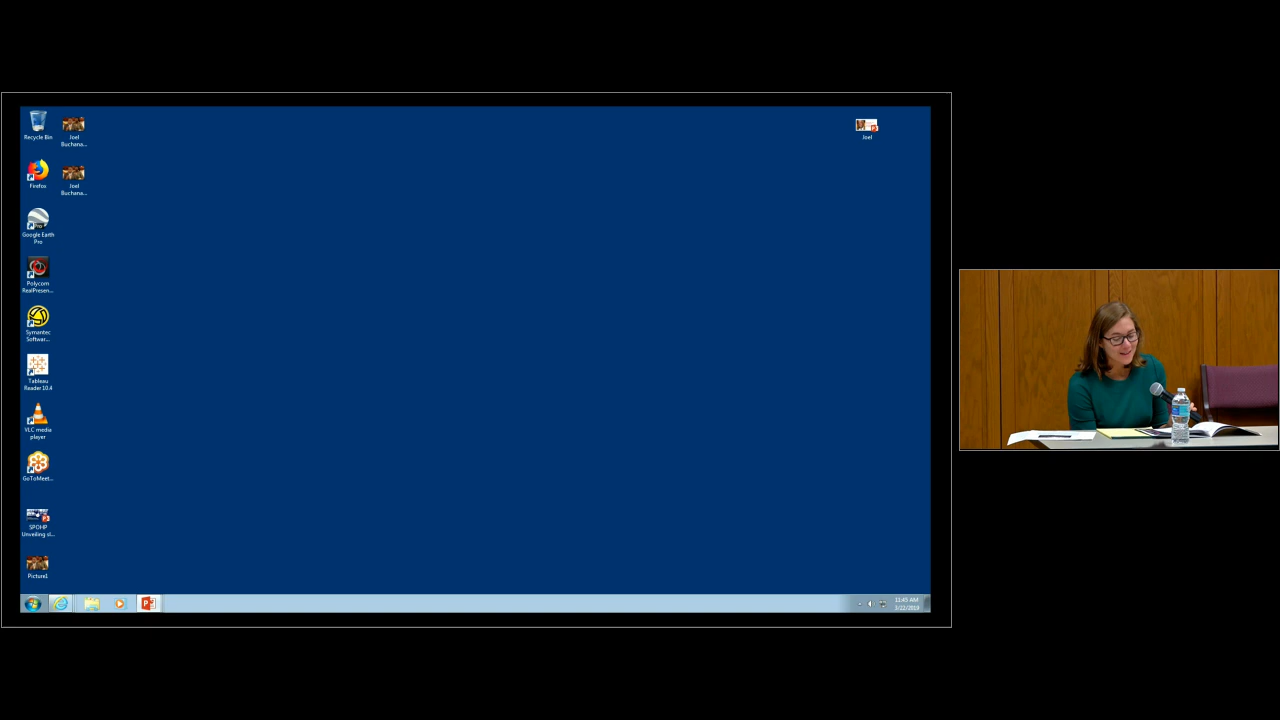 Recycle Bin
Joel
Buchana...
Joel
Firefox
Joel
Buchana...
Google Earth
Pro
Polycom
RealPresen...
Symantec
Softwar...
Tableau
Reader 10.4
VLC media
player
GoToMeet...
SPOHP
Unveiling sl...
Picture1
11:45 AM
3/22/2019